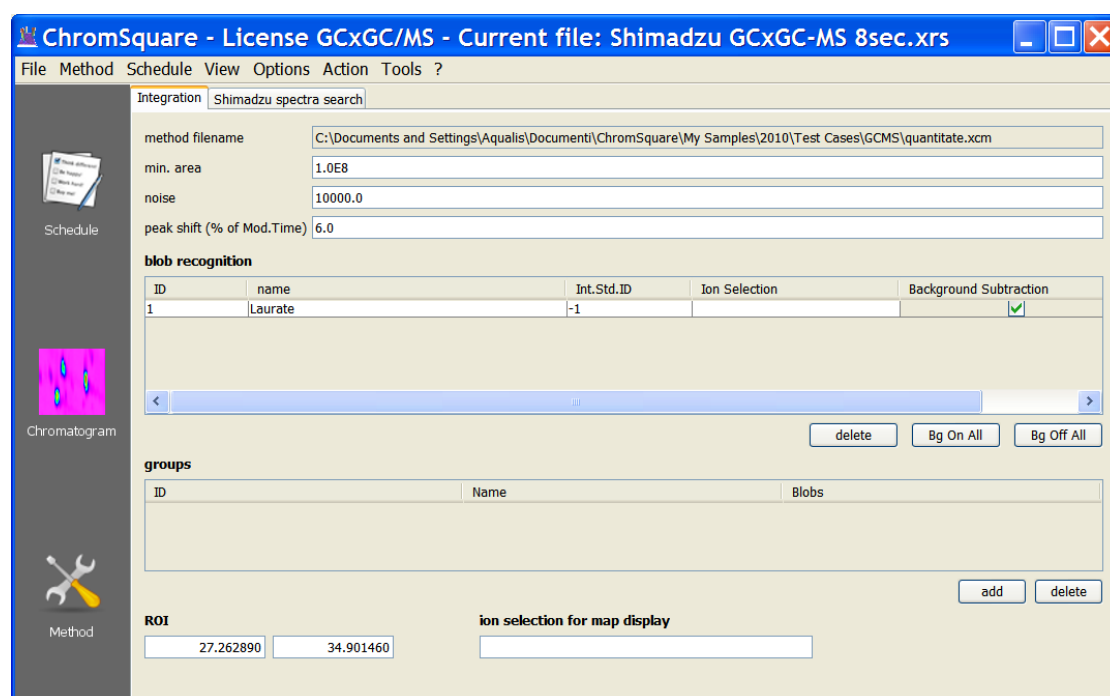 ChromSquare - License GCxGC/MS - Current file: Shimadzu GCxGC-MS 8sec.xrs
File Method Schedule View Options Action Tools ?
Integration Shimadzu spectra search
method filename C:\Documents and Settings\Aqualis\Documenti\ChromSquare\My Samples\2010\Test Cases\GCMS\quantitate.xcm
min. area 1.0E8
noise 10000.0
peak shift (% of Mod.Time) 6.0
Schedule
blob recognition
ID name Int.Std.ID Ion Selection Background Subtraction
1 Laurate -1
Chromatogram
delete Bg On All Bg Off All
groups
ID Name Blobs
add delete
Method
ROI ion selection for map display
27.262890 34.901460